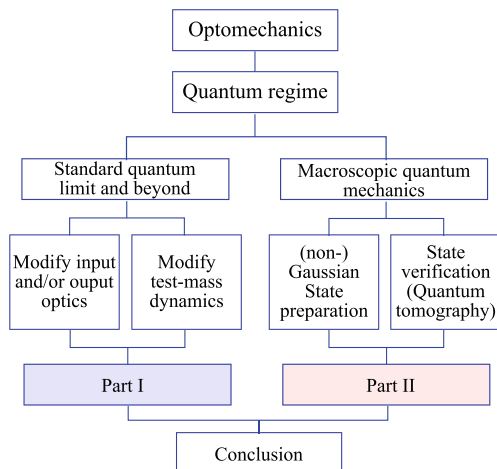 Optomechanics
Quantum regime
Standard quantum
limit and beyond
Macroscopic quantum
mechanics
Modify input
and/or ouput
optics
Modify
test-mass
dynamics
(non-)
Gaussian
State
preparation
State
verification
(Quantum
tomography)
Part I
Part II
Conclusion